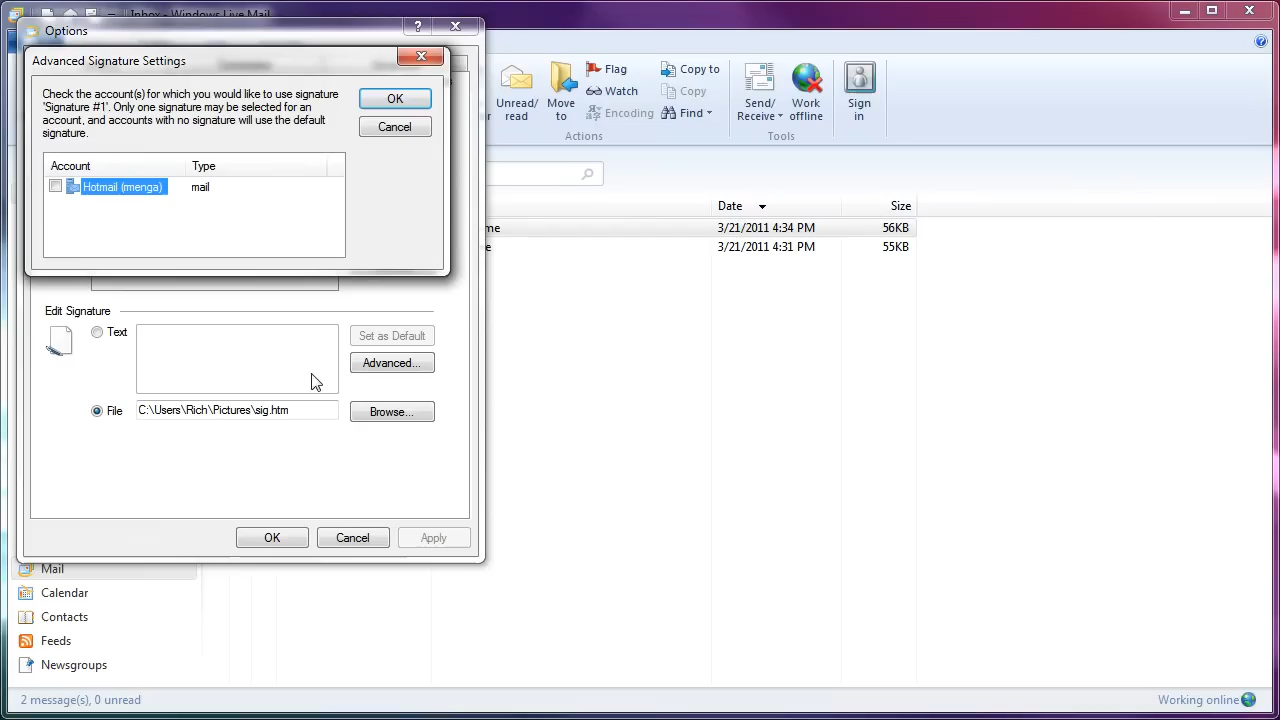 Inbox - Windows Live Mail
Options
Advanced Signature Settings
Check the account(s) for which you would like to use signature
'Signature #1'. Only one signature may be selected for an
account, and accounts with no signature will use the default
signature.
OK
Cancel
Account Type
Hotmail (menga) mail
Edit Signature
Text
Set as Default
Advanced...
File C:\Users\Rich\Pictures\sig.htm Browse...
OK Cancel Apply
Unread/
read
Move
to
Flag
Watch
Encoding
Copy to
Copy
Find
Actions
Send/
Receive
Work
offline
Tools
Sign
in
Date Size
me 3/21/2011 4:34 PM 56KB
e 3/21/2011 4:31 PM 55KB
Mail
Calendar
Contacts
Feeds
Newsgroups
2 message(s), 0 unread
Working online